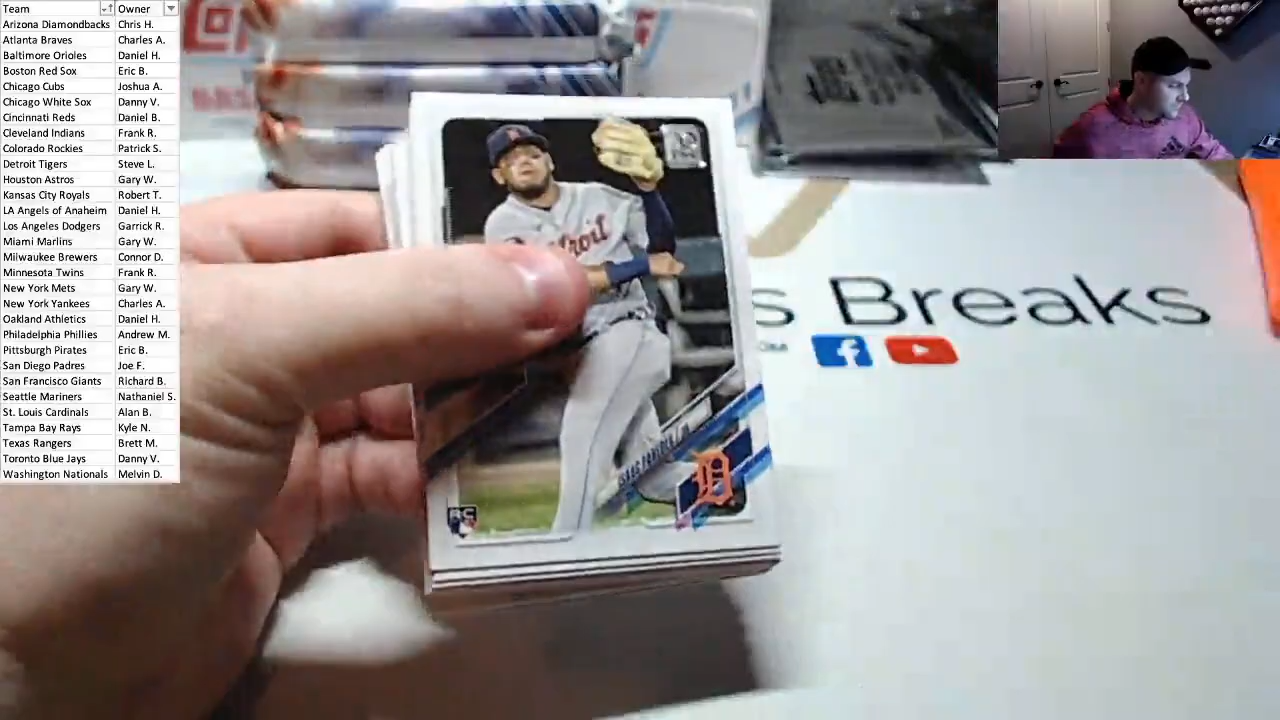 Team Owner
Arizona Diamondbacks Chris H.
Atlanta Braves Charles A.
Baltimore Orioles Daniel H.
Boston Red Sox Eric B.
Chicago Cubs Joshua A.
Chicago White Sox Danny V.
Cincinnati Reds Daniel B.
Cleveland Indians Frank R.
Colorado Rockies Patrick S.
Detroit Tigers Steve L.
Houston Astros Gary W.
Kansas City Royals Robert T.
LA Angels of Anaheim Daniel H.
Los Angeles Dodgers Garrick R.
Miami Marlins Gary W.
Milwaukee Brewers Connor D.
Minnesota Twins Frank R.
New York Mets Gary W.
New York Yankees Charles A.
Oakland Athletics Daniel H.
Philadelphia Phillies Andrew M.
Pittsburgh Pirates Eric B.
San Diego Padres Joe F.
San Francisco Giants Richard B.
Seattle Mariners Nathaniel S.
St. Louis Cardinals Alan B.
Tampa Bay Rays Kyle N.
Texas Rangers Brett M.
Toronto Blue Jays Danny V.
Washington Nationals Melvin D.
s Breaks
OM
D
RC